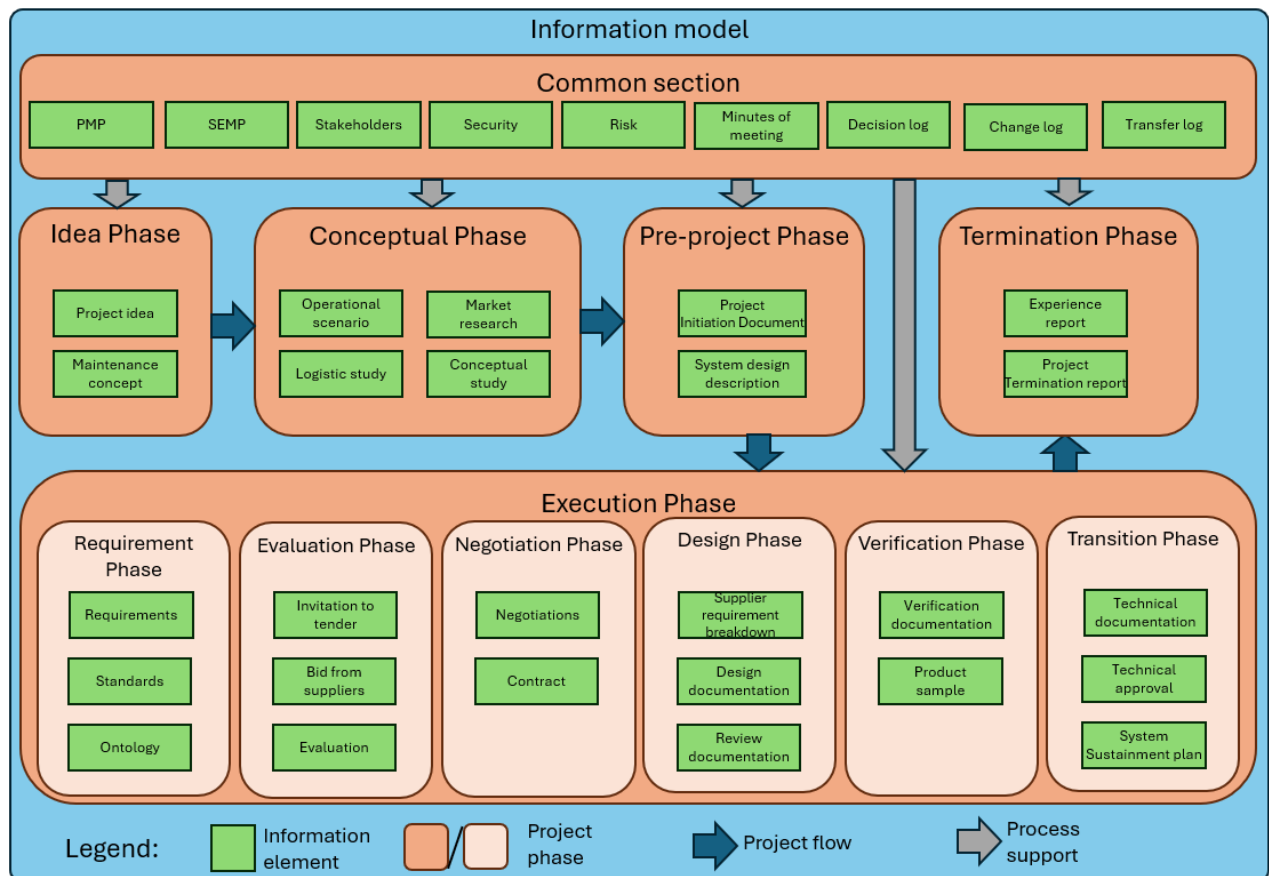 Information model
Common section
PMP
SEMP
Stakeholders
Security
Risk
Minutes of
meeting
Decision log
Change log
Transfer log
Idea Phase
Project idea
Maintenance
concept
Conceptual Phase
Operational
scenario
Market
research
Logistic study
Conceptual
study
Pre-project Phase
Project
Initiation Document
System design
description
Termination Phase
Experience
report
Project
Termination report
Execution Phase
Requirement
Phase
Requirements
Standards
Ontology
Evaluation Phase
Invitation to
tender
Bid from
suppliers
Evaluation
Negotiation Phase
Negotiations
Contract
Design Phase
Supplier
requirement
breakdown
Design
documentation
Review
documentation
Verification Phase
Verification
documentation
Product
sample
Transition Phase
Technical
documentation
Technical
approval
System
Sustainment plan
Legend:
Information
element
/
Project
phase
Project flow
Process
support